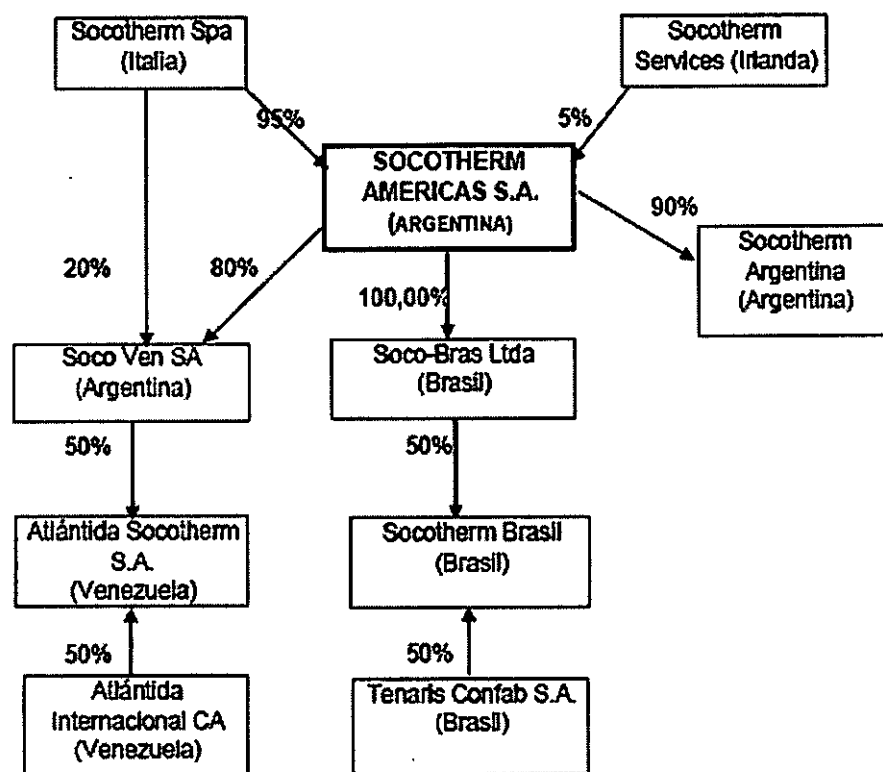 Socotherm Spa
(Italia)
Socotherm
Services (Irlanda)
95%
5%
SOCOTHERM
AMERICAS S.A.
(ARGENTINA)
90%
Socotherm
Argentina
(Argentina)
20%
80%
100,00%
Soco Ven SA
(Argentina)
Soco-Bras Ltda
(Brasil)
50%
50%
Atlántida Socotherm
S.A.
(Venezuela)
Socotherm Brasil
(Brasil)
50%
50%
Atlántida
Internacional CA
(Venezuela)
Tenaris Confab S.A.
(Brasil)